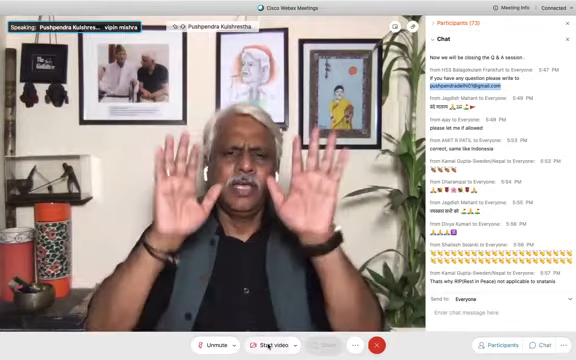 Cisco Webex Meetings
Meeting Info
Connected
Speaking: Pushpendra Kulshres... vipin mishra
Pushpendra Kulshrestha
The Godfather
Participants (73)
Chat
Now we will be closing the Q & A session .
from HSS Balagokulam Frankfurt to Everyone: 5:47 PM
if you have any question please write to
from Jagdish Mahant to Everyone: 5:48 PM
from ajay to Everyone: 5:48 PM
please let me if allowed
from AMIT R PATIL to Everyone: 5:53 PM
correct, same like Indonesia
from Kamal Gupta-Sweden/Nepal to Everyone: 5:53 PM
from Dharampal to Everyone: 5:54 PM
from Jagdish Mahant to Everyone: 5:55 PM
from Divya Kumari to Everyone: 5:56 PM
from Shailesh Solanki to Everyone: 5:56 PM
from Kamal Gupta-Sweden/Nepal to Everyone: 5:57 PM
Thats why RIP(Rest in Peace) not applicable to snatanis
Send to: Everyone
Enter chat message here
Unmute
Start video
Share
Participants
Chat